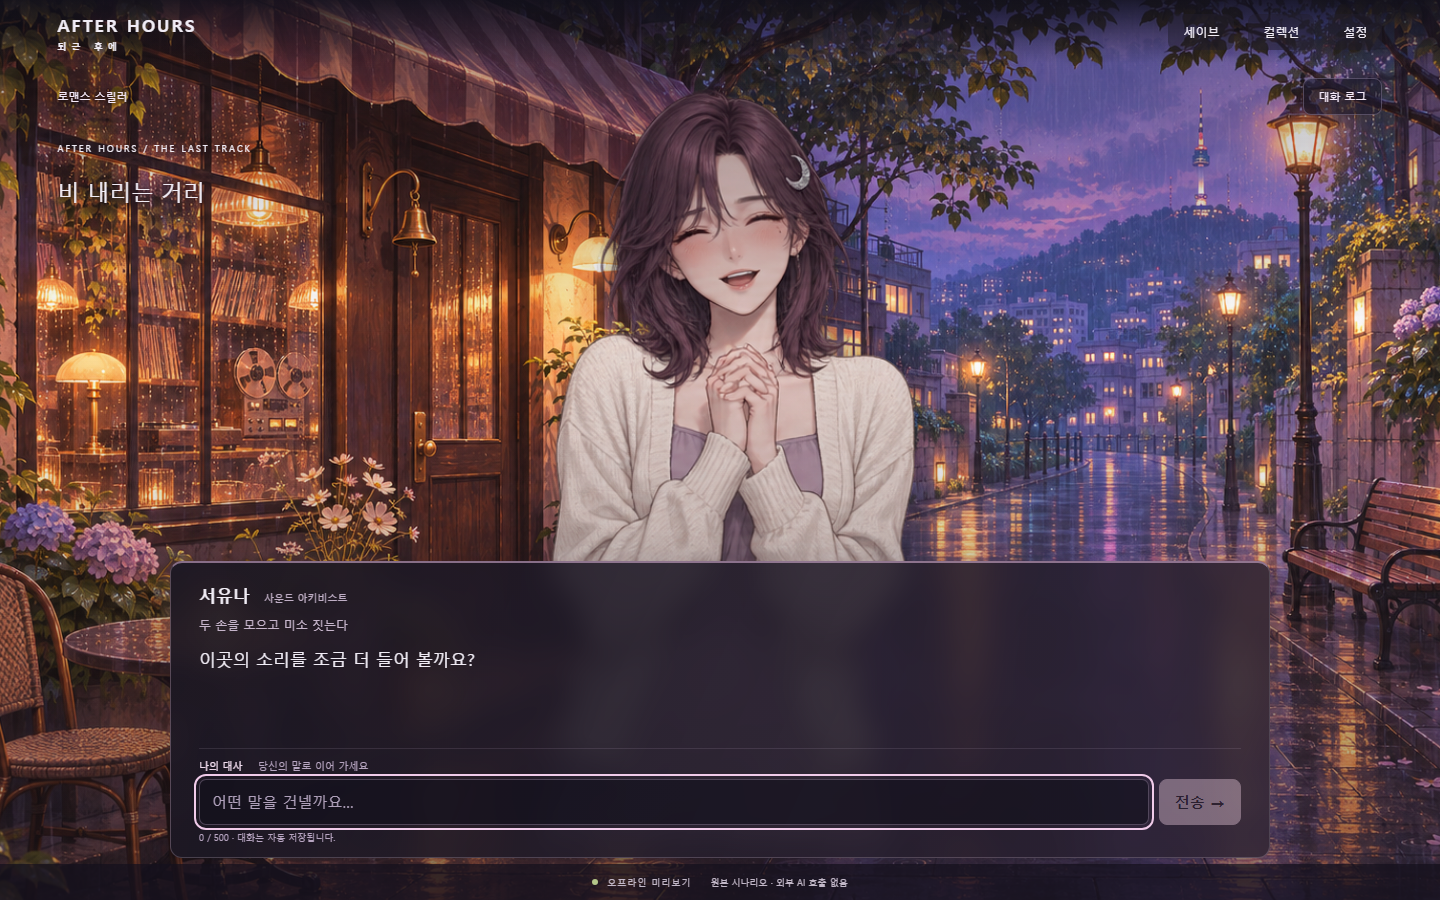 AFTER HOURS
퇴근 후에
세이브 컬렉션 설정
로맨스 스릴러
대화 로그
AFTER HOURS / THE LAST TRACK
비 내리는 거리
서유나 사운드 아키비스트
두 손을 모으고 미소 짓는다
이곳의 소리를 조금 더 들어 볼까요?
나의 대사 당신의 말로 이어 가세요
어떤 말을 건넬까요...
전송 →
0 / 500 · 대화는 자동 저장됩니다.
오프라인 미리보기 원본 시나리오 · 외부 AI 호출 없음